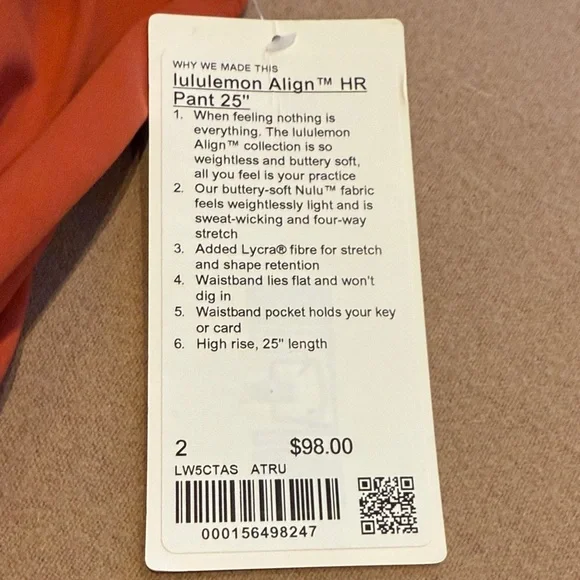 WHY WE MADE THIS
lululemon Align™ HR
Pant 25"
1. When feeling nothing is
everything. The lululemon
Align™ collection is so
weightless and buttery soft,
all you feel is your practice
2. Our buttery-soft Nulu™ fabric
feels weightlessly light and is
sweat-wicking and four-way
stretch
3. Added Lycra® fibre for stretch
and shape retention
4. Waistband lies flat and won't
dig in
5. Waistband pocket holds your key
or card
6. High rise, 25" length
2 $98.00
LW5CTAS ATRU
000156498247